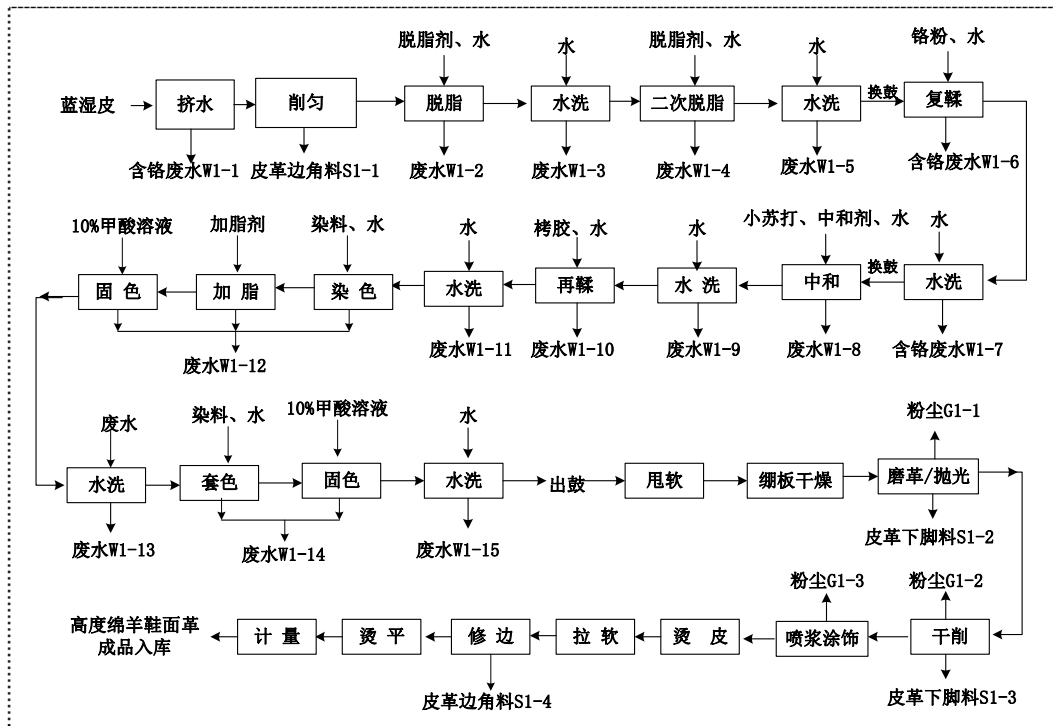 脱脂剂、水
水
脱脂剂、水
水
铬粉、水
蓝湿皮
挤水
削匀
脱脂
水洗
二次脱脂
水洗
换鼓
复鞣
含铬废水W1-1
皮革边角料S1-1
废水W1-2
废水W1-3
废水W1-4
废水W1-5
含铬废水W1-6
10%甲酸溶液
加脂剂
染料、水
水
栲胶、水
水
小苏打、中和剂、水
水
固 色
加 脂
染 色
水洗
再鞣
水 洗
中和
换鼓
水洗
废水W1-12
废水W1-11
废水W1-10
废水W1-9
废水W1-8
含铬废水W1-7
废水
染料、水
10%甲酸溶液
水
粉尘G1-1
水洗
套色
固色
水洗
出鼓
甩软
绷板干燥
磨革/抛光
废水W1-13
废水W1-14
废水W1-15
皮革下脚料S1-2
粉尘G1-3
粉尘G1-2
高度绵羊鞋面革
成品入库
计 量
烫 平
修 边
拉 软
烫 皮
喷浆涂饰
干削
皮革边角料S1-4
皮革下脚料S1-3